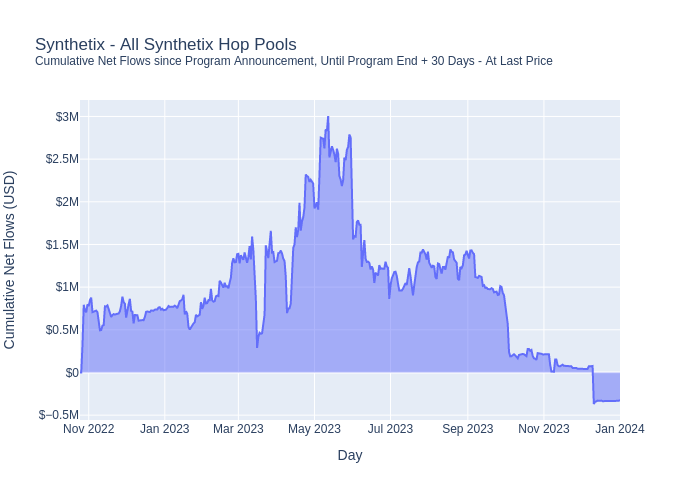 Synthetix - All Synthetix Hop Pools
Cumulative Net Flows since Program Announcement, Until Program End + 30 Days - At Last Price
Cumulative Net Flows (USD)
$3M
$2.5M
$2M
$1.5M
$1M
$0.5M
$0
$−0.5M
Nov 2022
Jan 2023
Mar 2023
May 2023
Jul 2023
Sep 2023
Nov 2023
Jan 2024
Day